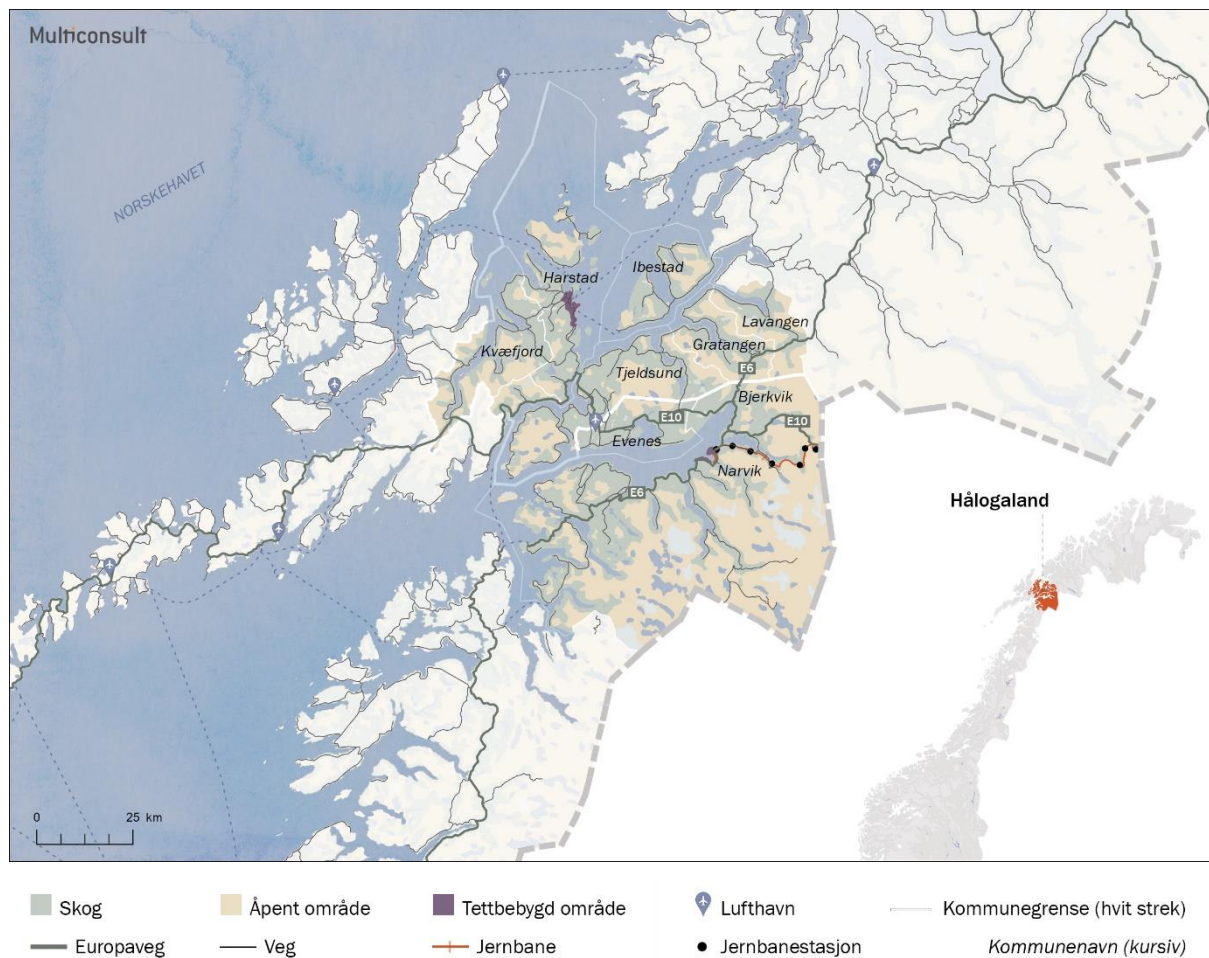 Multiconsult
NORSKEHAVET
Harstad
Ibestad
Lavangen
Gratangen
Kvæfjord
Tjeldsund
E6
Bjerkvik
E10
E10
Evenes
Narvik
E6
Hålogaland
0 25 km
Skog Åpent område Tettbebygd område Lufthavn Kommunegrense (hvit strek)
Europaveg Veg Jernbane Jernbanestasjon Kommunenavn (kursiv)